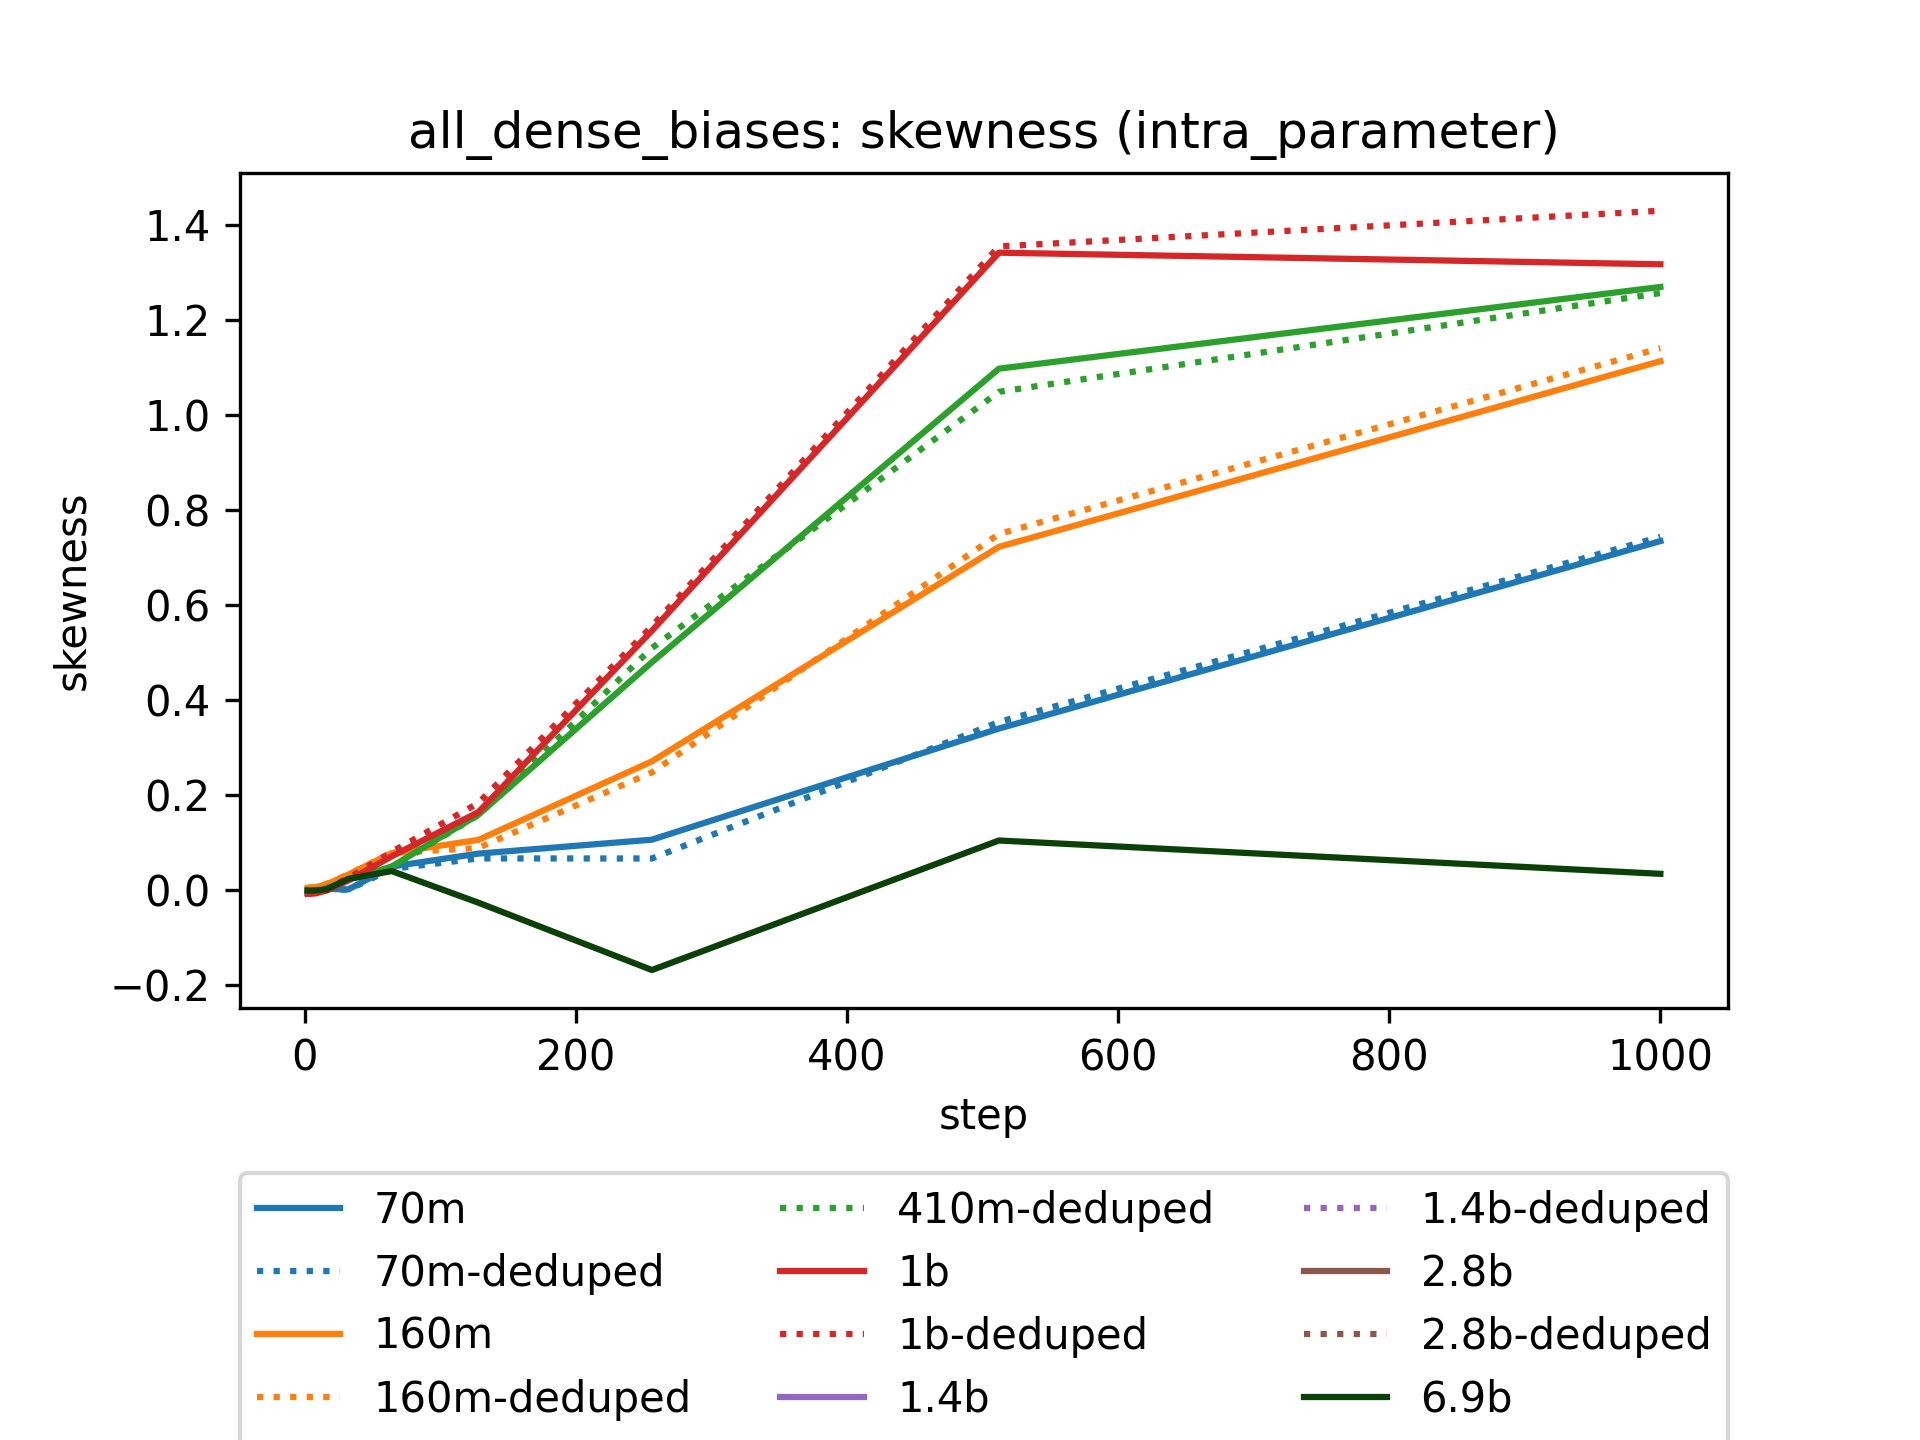 all_dense_biases: skewness (intra_parameter)
1.4
1.2
1.0
0.8
0.6
0.4
0.2
0.0
−0.2
skewness
0 200 400 600 800 1000
step
70m
70m-deduped
160m
160m-deduped
410m-deduped
1b
1b-deduped
1.4b
1.4b-deduped
2.8b
2.8b-deduped
6.9b